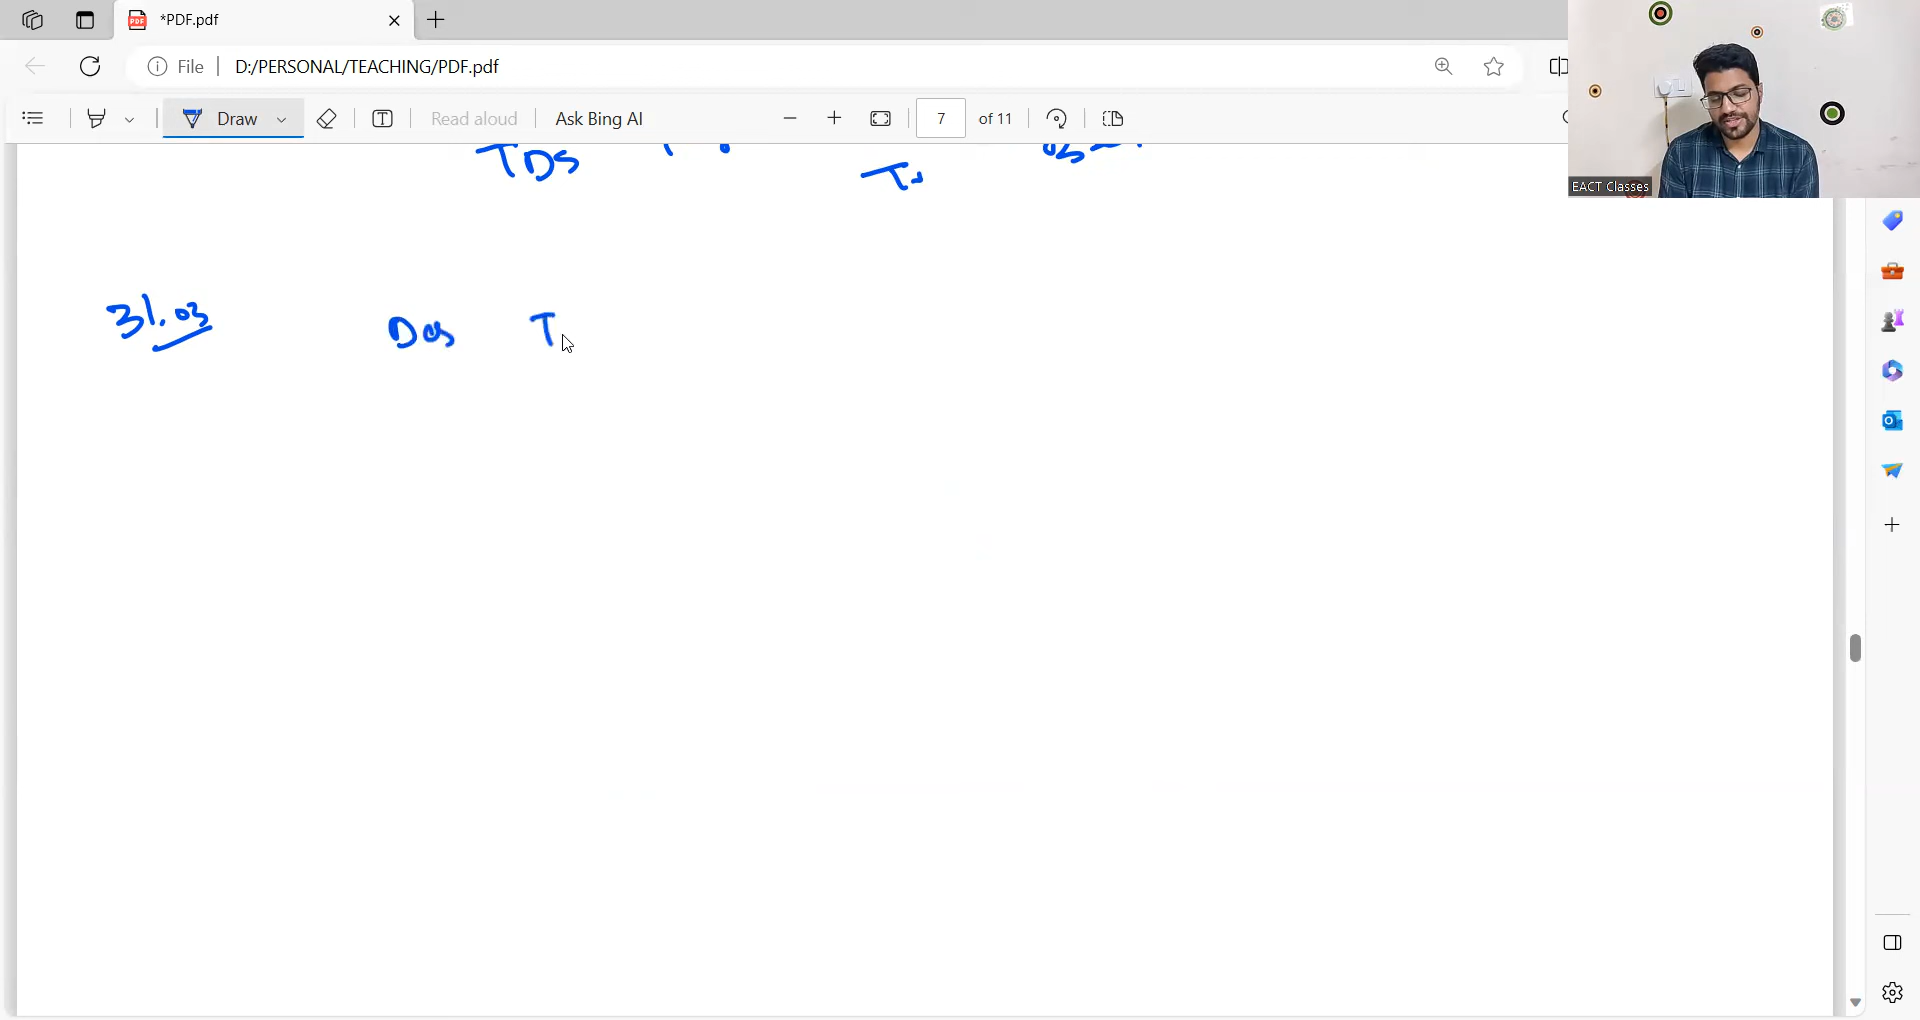 *PDF.pdf
File D:/PERSONAL/TEACHING/PDF.pdf
Draw Read aloud Ask Bing AI 7 of 11
EACT Classes
TDS
31.03 T